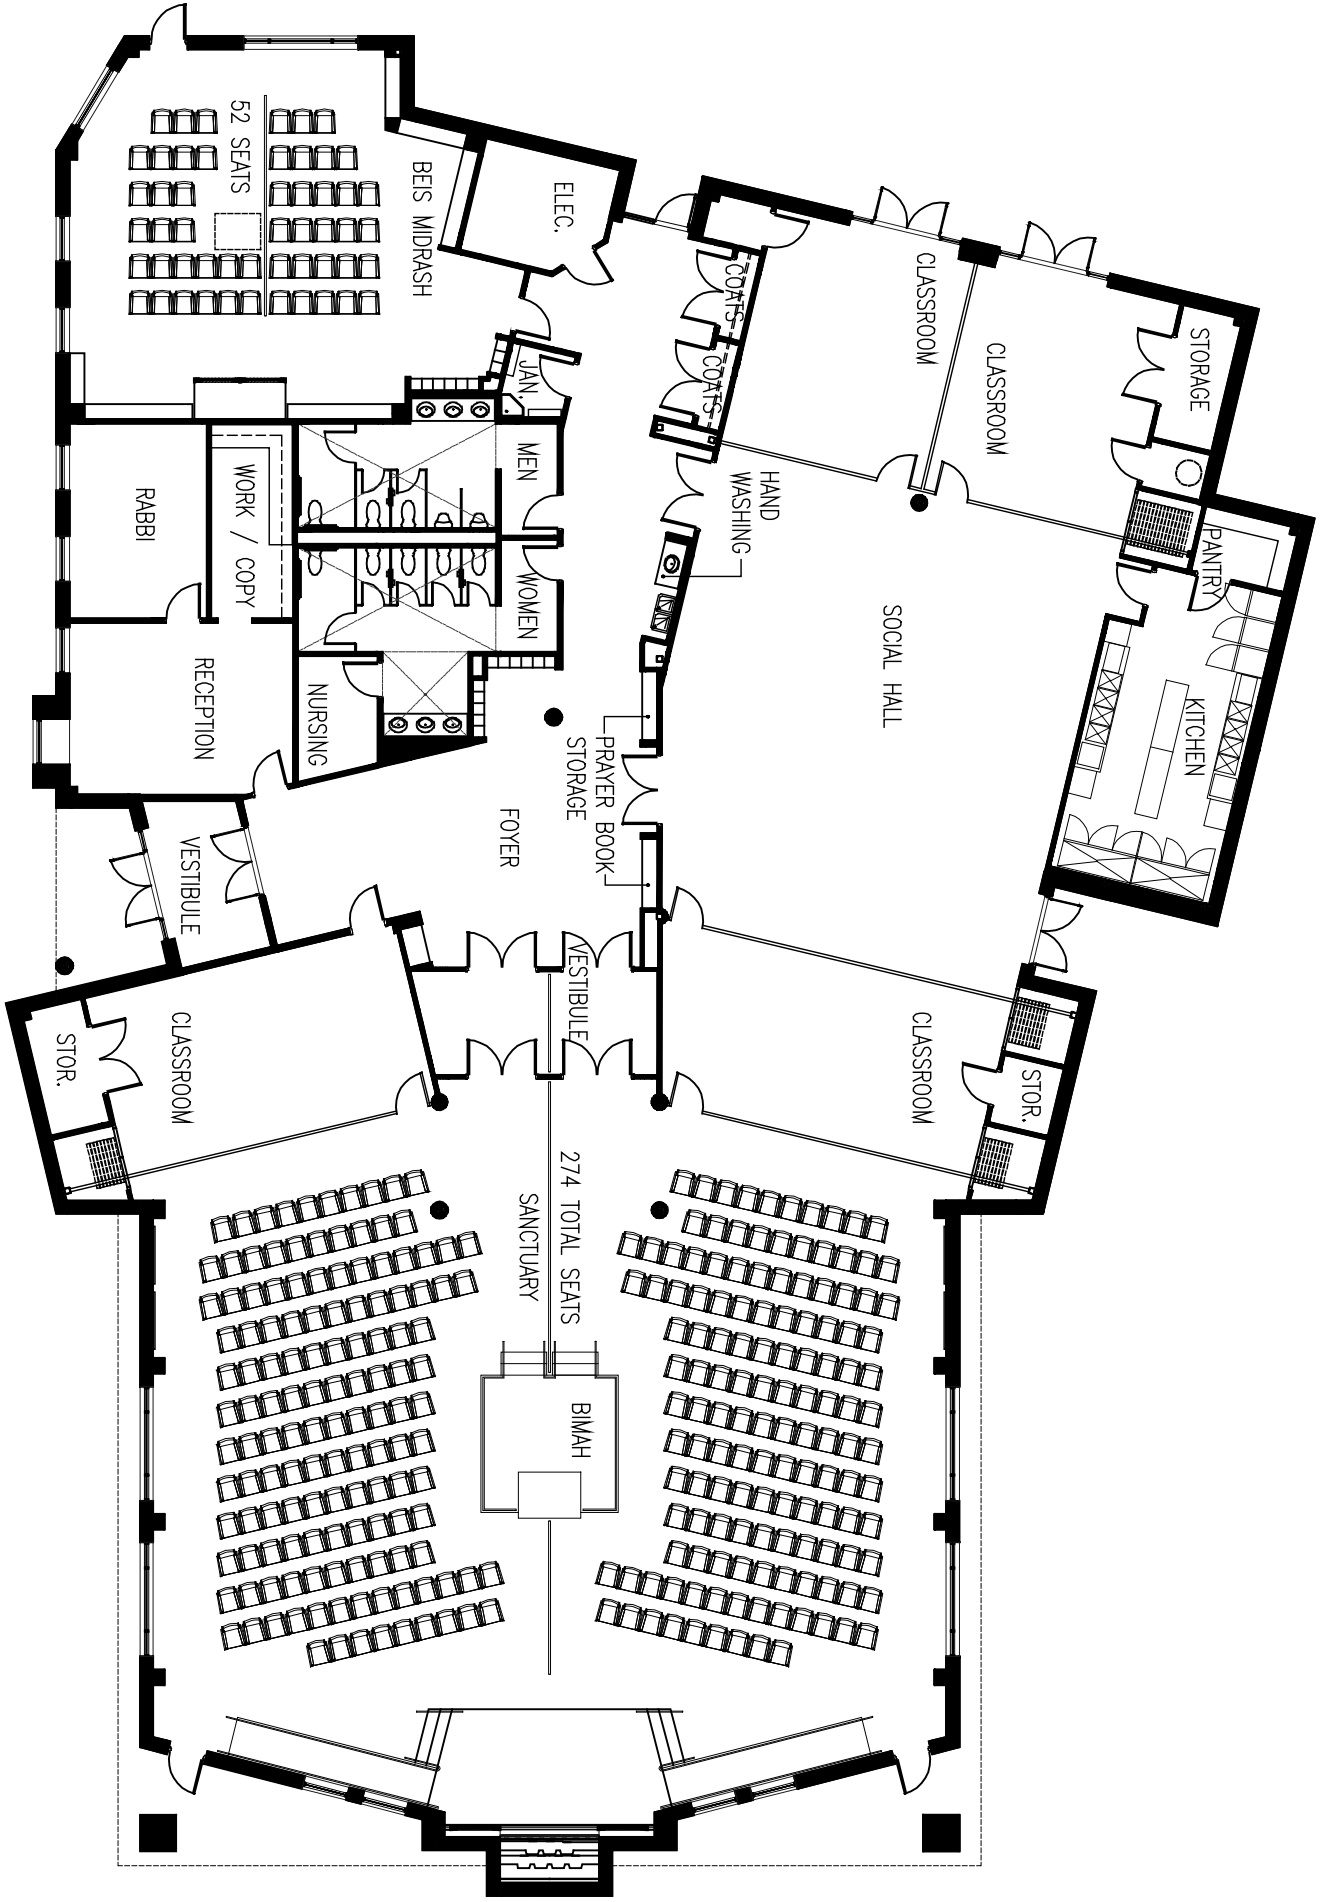 52 SEATS
BEIS MIDRASH
ELEC.
COATS
COATS
CLASSROOM
CLASSROOM
STORAGE
JAN.
MEN
WOMEN
HAND
WASHING
PANTRY
KITCHEN
SOCIAL HALL
RABBI
WORK / COPY
RECEPTION
NURSING
PRAYER BOOK
STORAGE
FOYER
VESTIBULE
VESTIBULE
CLASSROOM
STOR.
CLASSROOM
STOR.
274 TOTAL SEATS
SANCTUARY
BIMAH